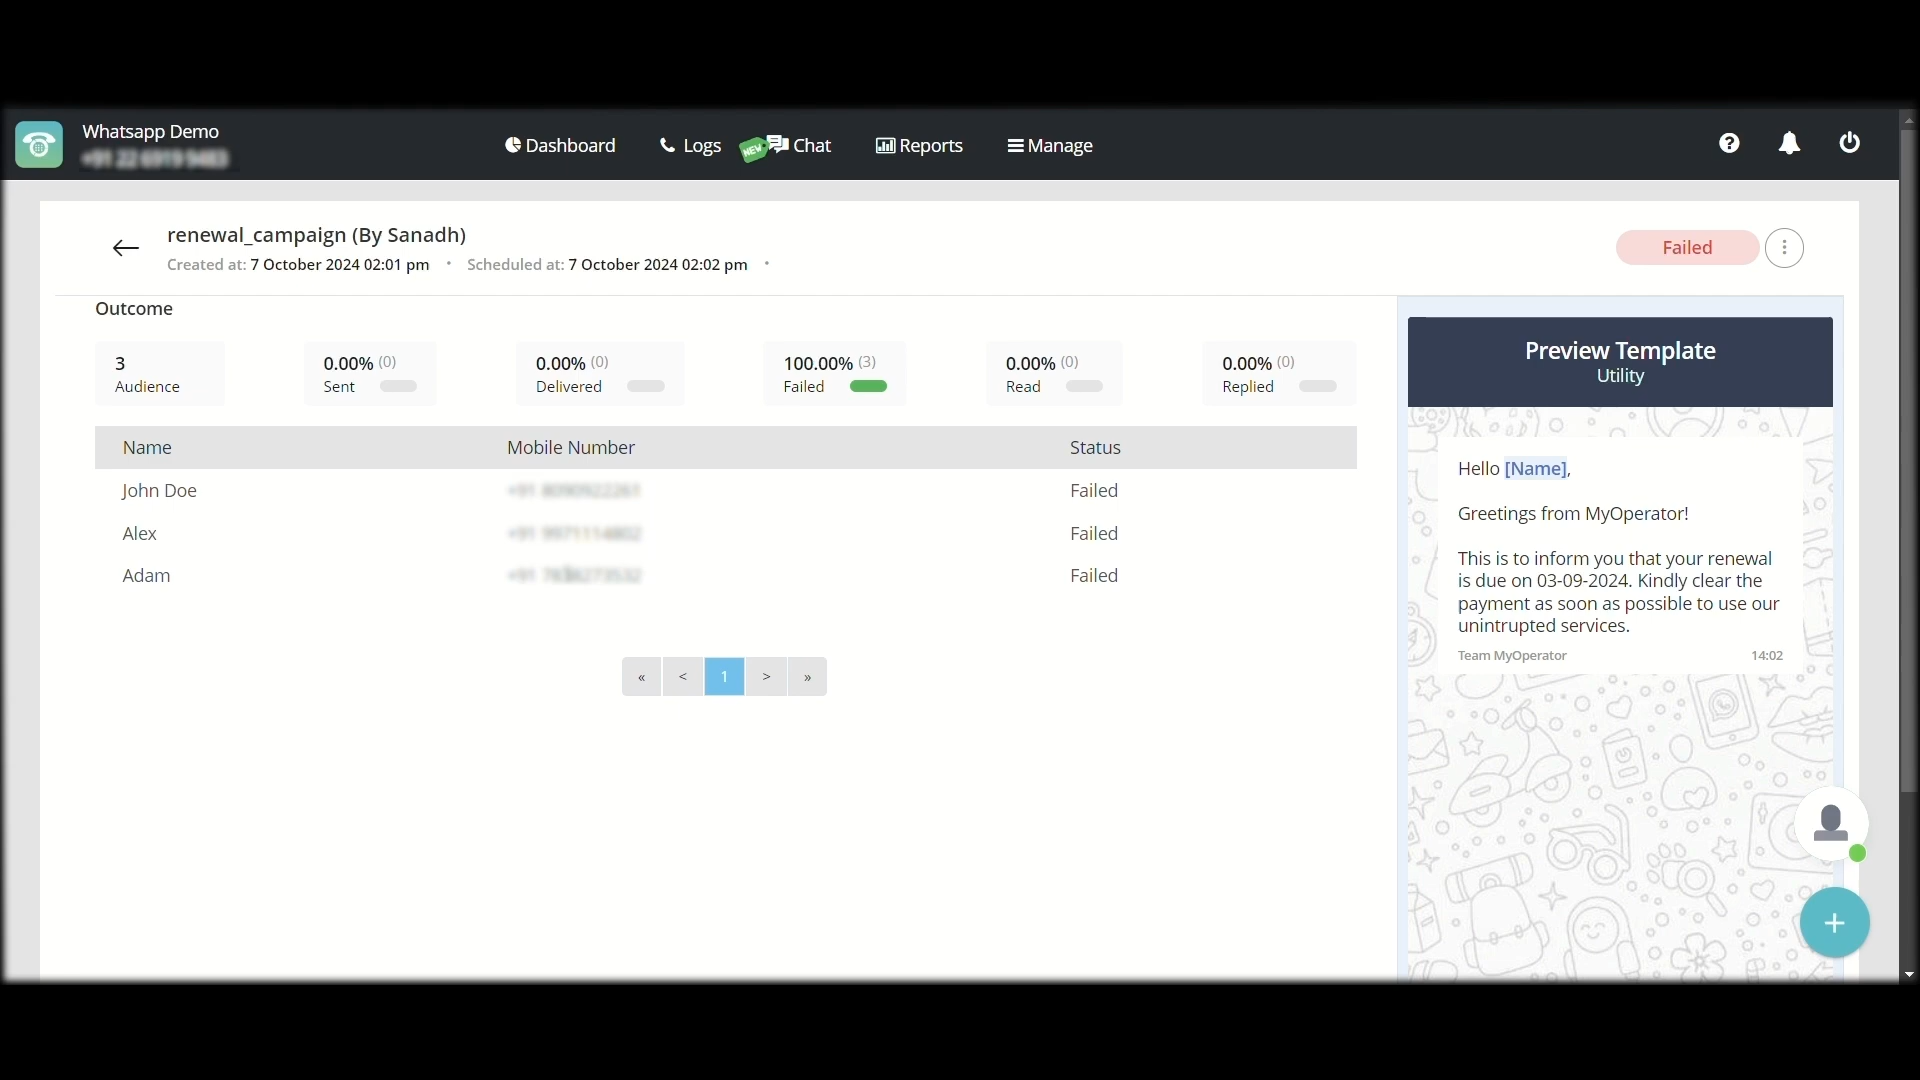 Whatsapp Demo
Dashboard
Logs
NEW
Chat
Reports
Manage
renewal_campaign (By Sanadh)
Created at: 7 October 2024 02:01 pm • Scheduled at: 7 October 2024 02:02 pm •
Failed
Outcome
3
Audience
0.00% (0)
Sent
0.00% (0)
Delivered
100.00% (3)
Failed
0.00% (0)
Read
0.00% (0)
Replied
Name Mobile Number Status
John Doe Failed
Alex Failed
Adam Failed
« < 1 > »
Preview Template
Utility
Hello [Name],
Greetings from MyOperator!
This is to inform you that your renewal
is due on 03-09-2024. Kindly clear the
payment as soon as possible to use our
unintrupted services.
Team MyOperator 14:02